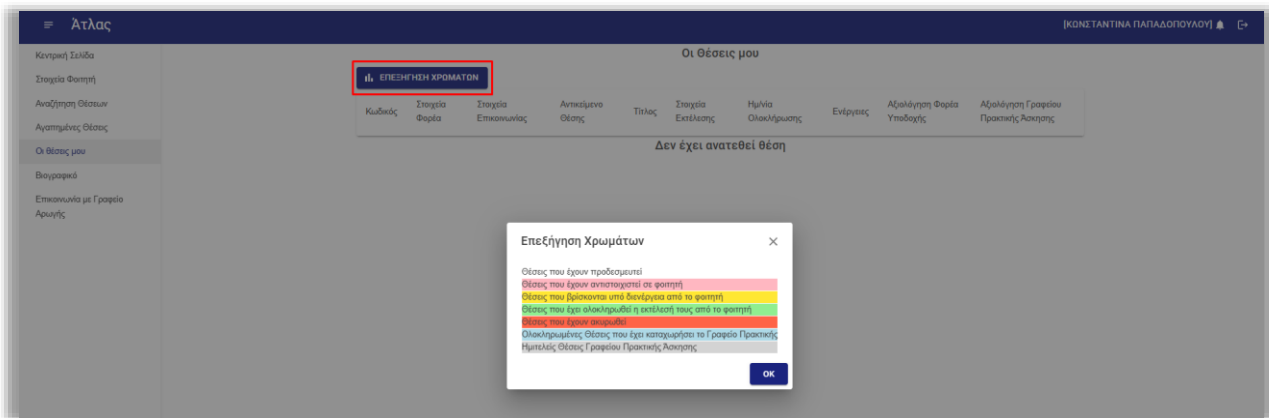 Άτλας
[ΚΩΝΣΤΑΝΤΙΝΑ ΠΑΠΑΔΟΠΟΥΛΟΥ]
Κεντρική Σελίδα
Στοιχεία Φοιτητή
Αναζήτηση Θέσεων
Αγαπημένες Θέσεις
Οι θέσεις μου
Βιογραφικό
Επικοινωνία με Γραφείο
Αρωγής
Οι Θέσεις μου
ΕΠΕΞΗΓΗΣΗ ΧΡΩΜΑΤΩΝ
Κωδικός
Στοιχεία
Φορέα
Στοιχεία
Επικοινωνίας
Αντικείμενο
Θέσης
Τίτλος
Στοιχεία
Εκτέλεσης
Ημ/νία
Ολοκλήρωσης
Ενέργειες
Αξιολόγηση Φορέα
Υποδοχής
Αξιολόγηση Γραφείου
Πρακτικής Άσκησης
Δεν έχει ανατεθεί θέση
Επεξήγηση Χρωμάτων
Θέσεις που έχουν προδεσμευτεί
Θέσεις που έχουν αντιστοιχιστεί σε φοιτητή
Θέσεις που βρίσκονται υπό διενέργεια από το φοιτητή
Θέσεις που έχει ολοκληρωθεί η εκτέλεσή τους από το φοιτητή
Θέσεις που έχουν ακυρωθεί
Ολοκληρωμένες Θέσεις που έχει καταχωρήσει το Γραφείο Πρακτικής
Ημιτελείς Θέσεις Γραφείου Πρακτικής Άσκησης
ΟΚ